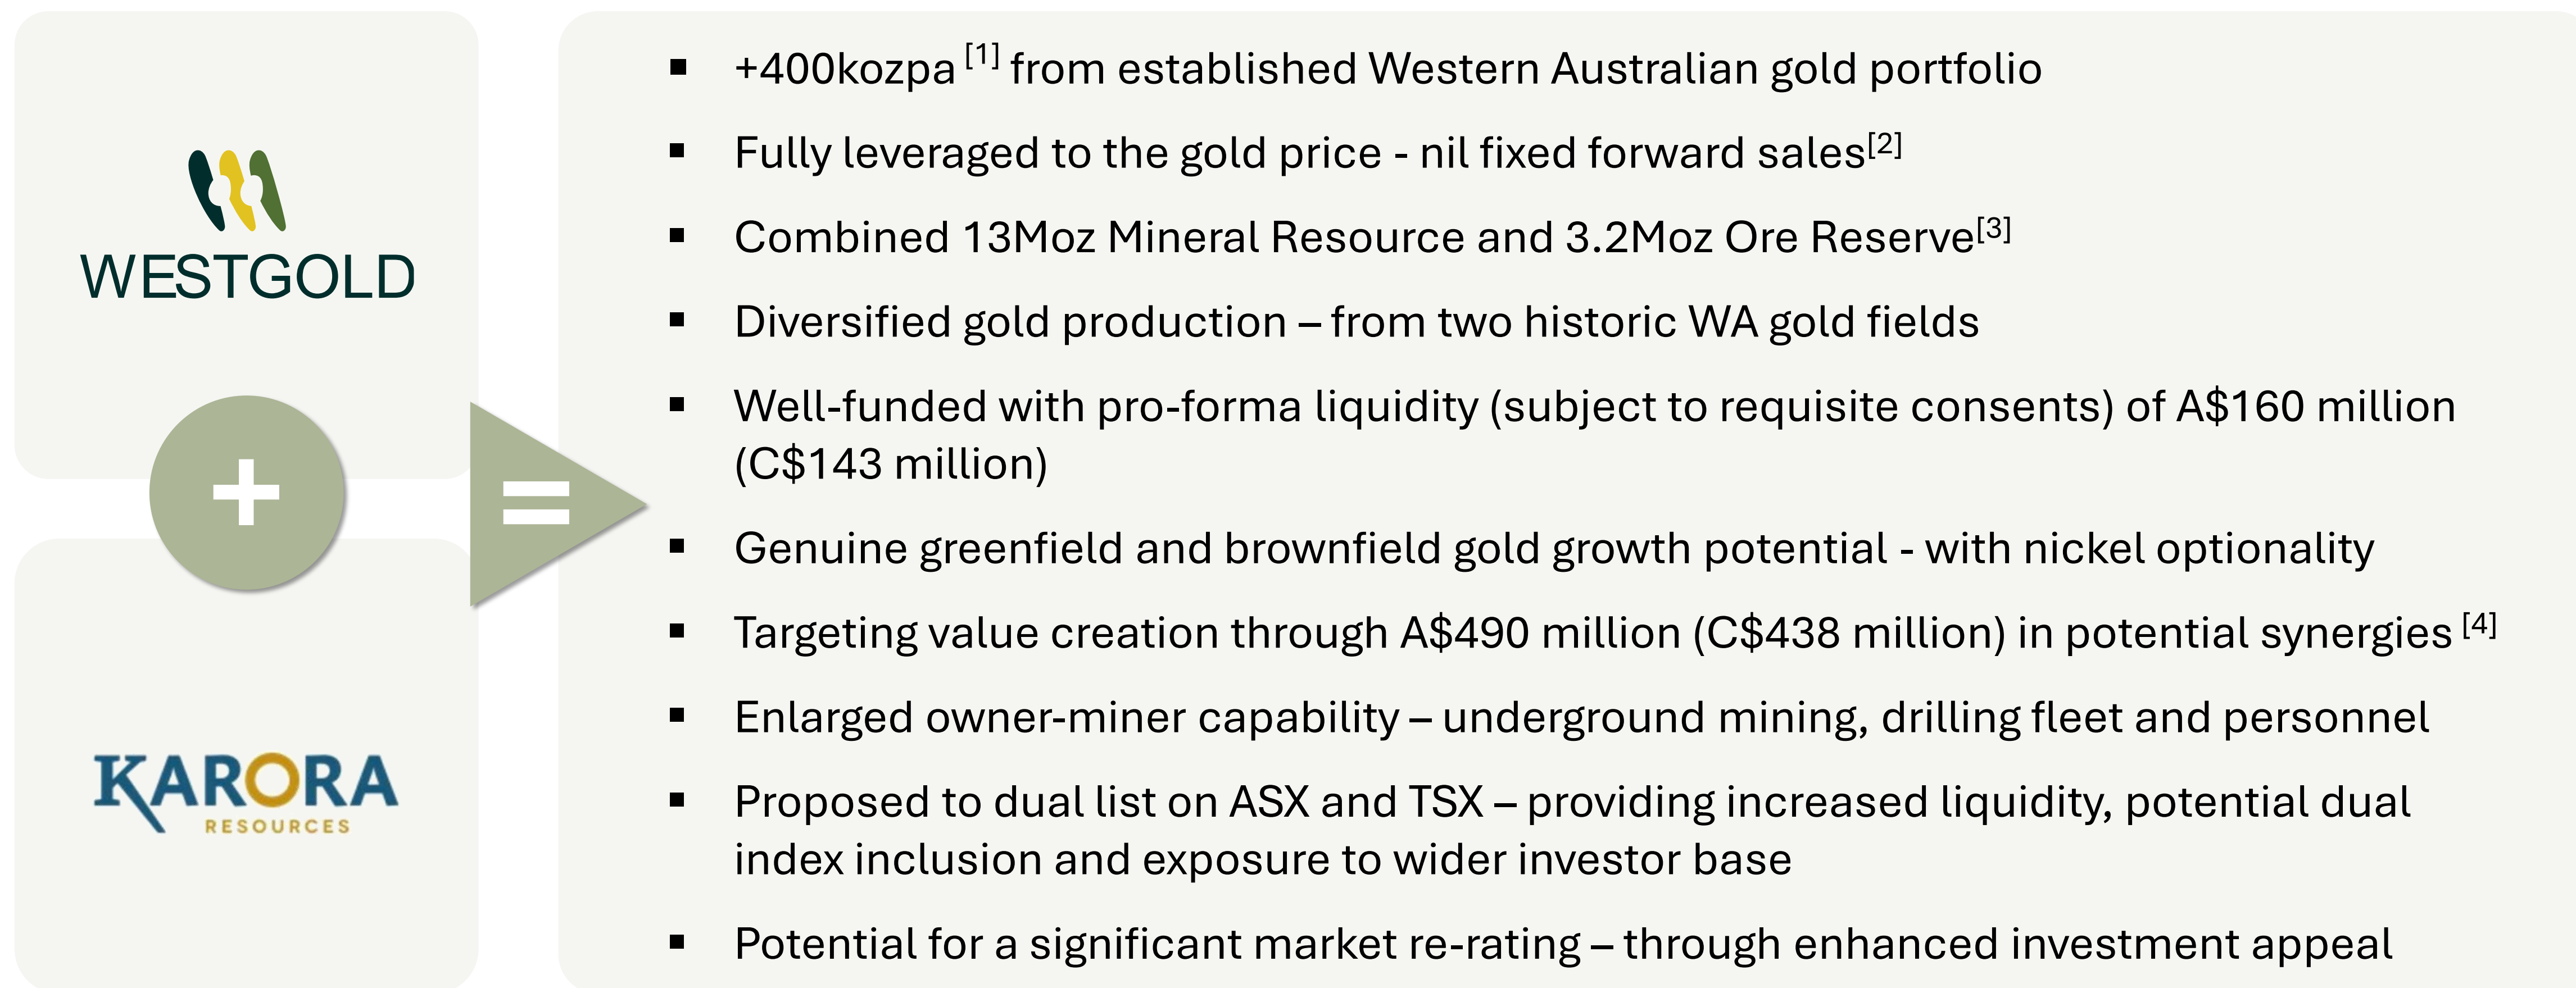 WESTGOLD
+
KARORA
RESOURCES
=
▪ +400kozpa [1] from established Western Australian gold portfolio
▪ Fully leveraged to the gold price - nil fixed forward sales[2]
▪ Combined 13Moz Mineral Resource and 3.2Moz Ore Reserve[3]
▪ Diversified gold production – from two historic WA gold fields
▪ Well-funded with pro-forma liquidity (subject to requisite consents) of A$160 million
(C$143 million)
▪ Genuine greenfield and brownfield gold growth potential - with nickel optionality
▪ Targeting value creation through A$490 million (C$438 million) in potential synergies [4]
▪ Enlarged owner-miner capability – underground mining, drilling fleet and personnel
▪ Proposed to dual list on ASX and TSX – providing increased liquidity, potential dual
index inclusion and exposure to wider investor base
▪ Potential for a significant market re-rating – through enhanced investment appeal